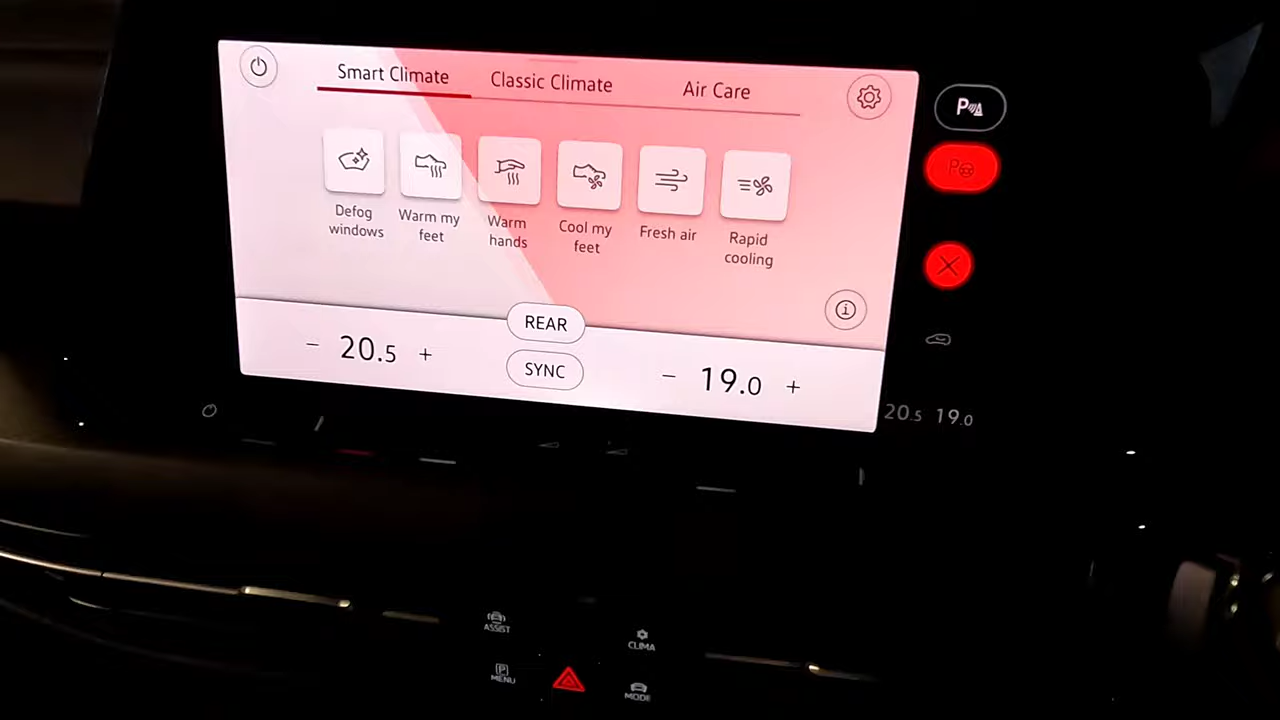 Smart Climate
Classic Climate
Air Care
Defog
windows
Warm my
feet
Warm
hands
Cool my
feet
Fresh air
Rapid
cooling
REAR
- 20.5 +
SYNC
- 19.0 +
P
P
20.5 19.0
ASSIST
CLIMA
P
MENU
MODE